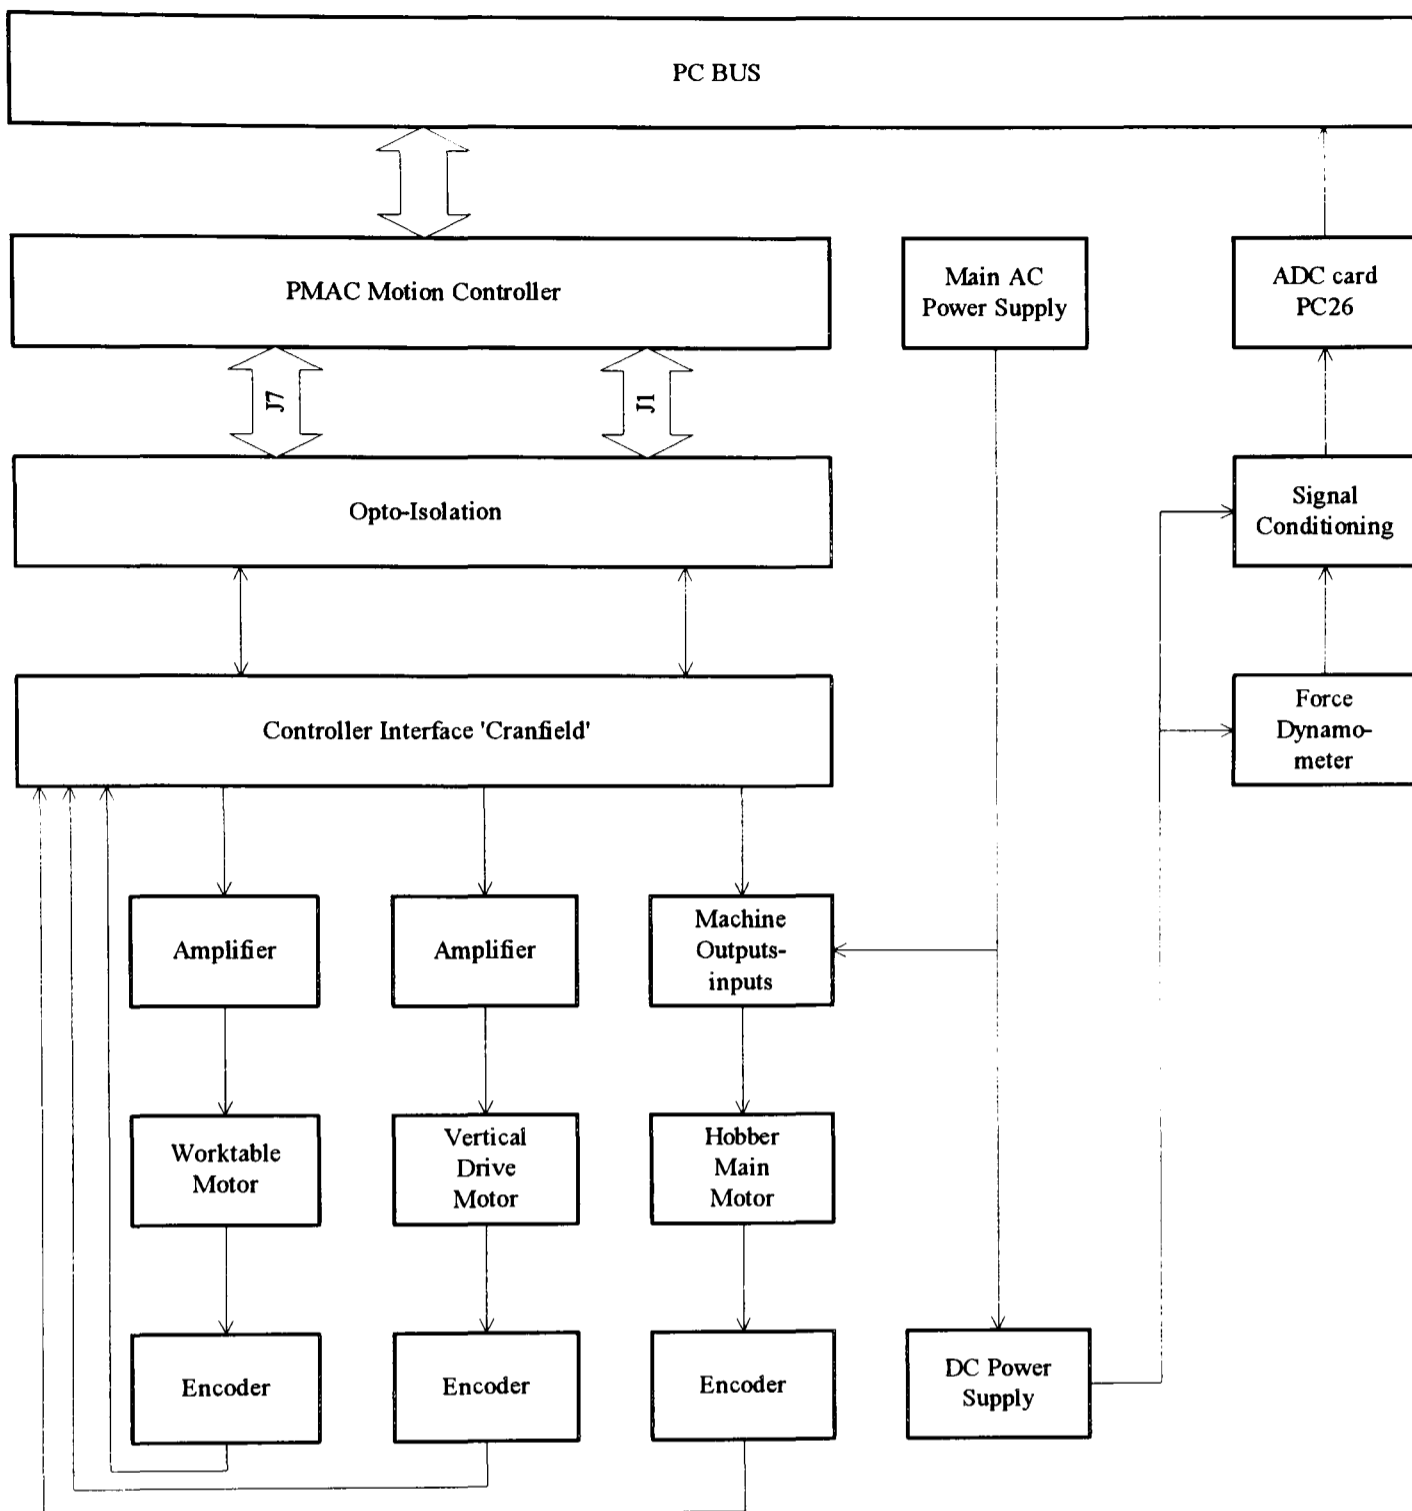 PC BUS
PMAC Motion Controller
Main AC
Power Supply
ADC card
PC26
J7
J1
Opto-Isolation
Signal
Conditioning
Controller Interface 'Cranfield'
Force
Dynamo-
meter
Amplifier
Amplifier
Machine
Outputs-
inputs
Worktable
Motor
Vertical
Drive
Motor
Hobber
Main
Motor
Encoder
Encoder
Encoder
DC Power
Supply